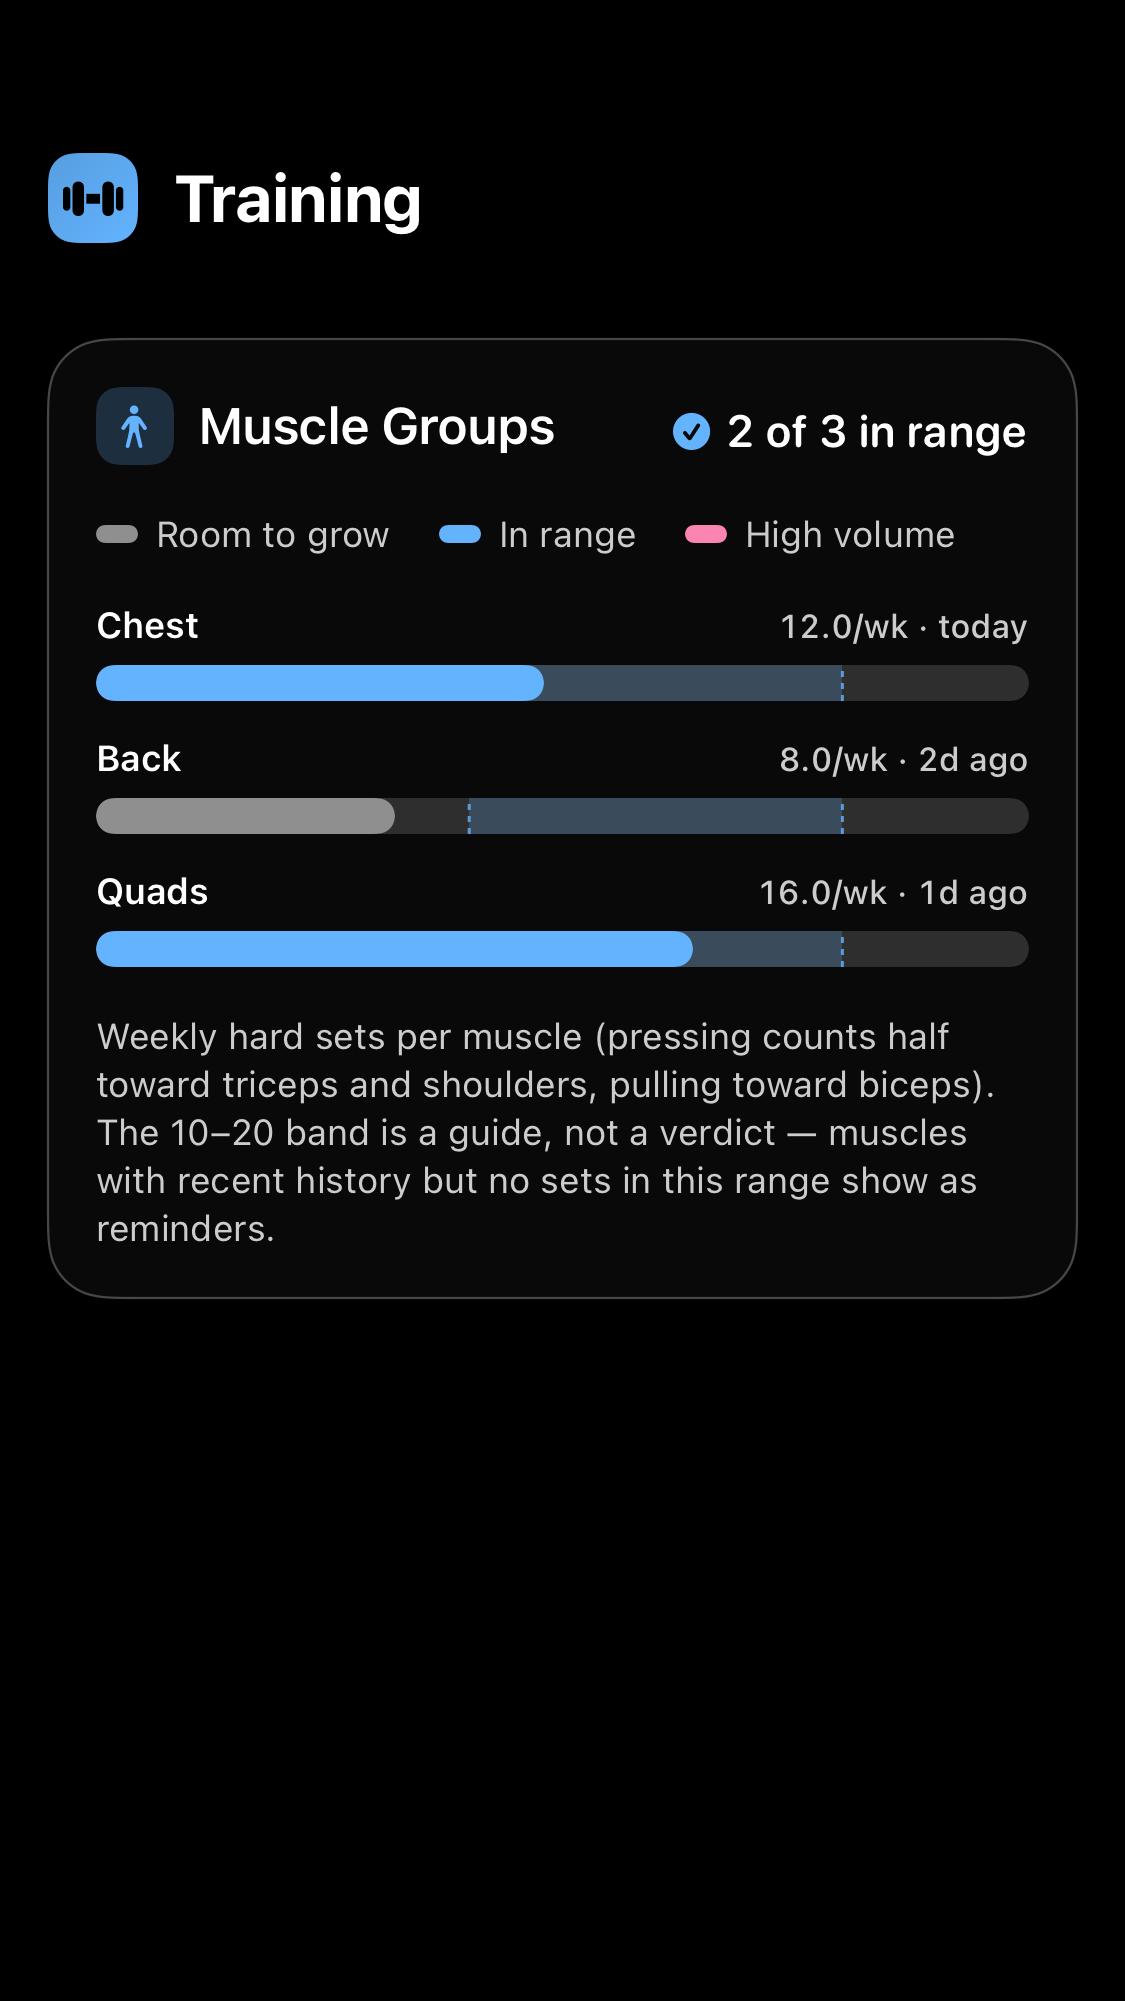 Training
Muscle Groups
2 of 3 in range
Room to grow
In range
High volume
Chest
12.0/wk · today
Back
8.0/wk · 2d ago
Quads
16.0/wk · 1d ago
Weekly hard sets per muscle (pressing counts half
toward triceps and shoulders, pulling toward biceps).
The 10–20 band is a guide, not a verdict — muscles
with recent history but no sets in this range show as
reminders.